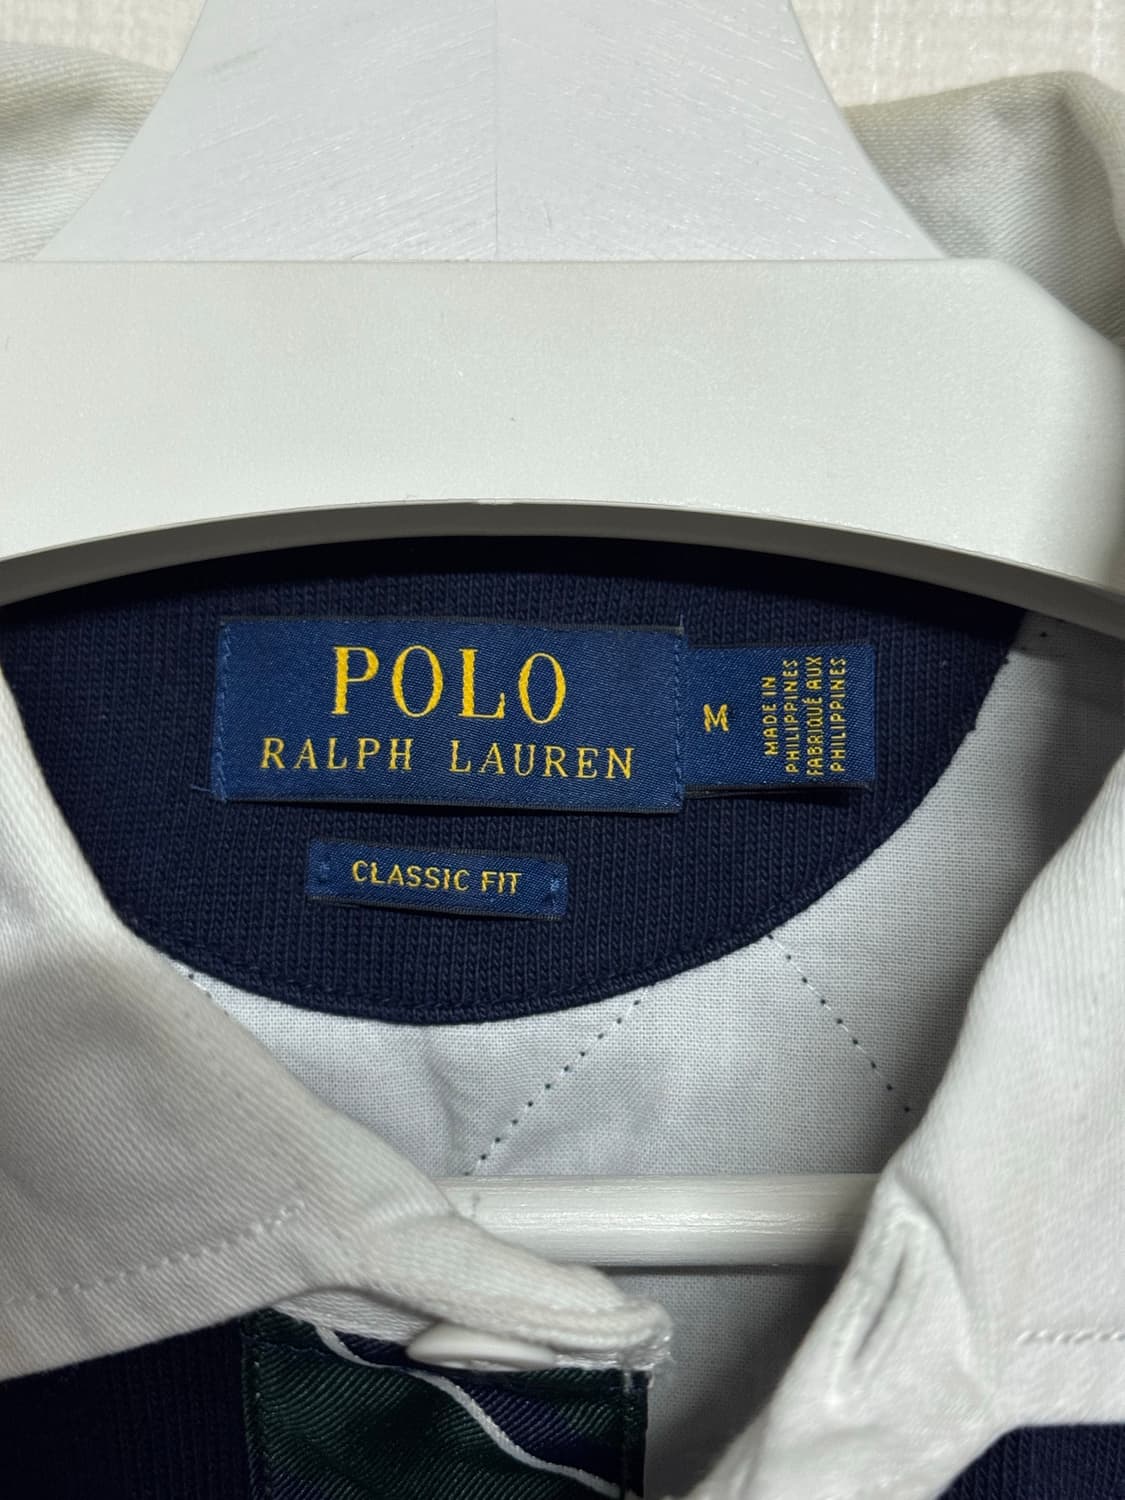 POLO
RALPH LAUREN
M
MADE IN
PHILIPPINES
FABRIQUÉ AUX
PHILIPPINES
CLASSIC FIT